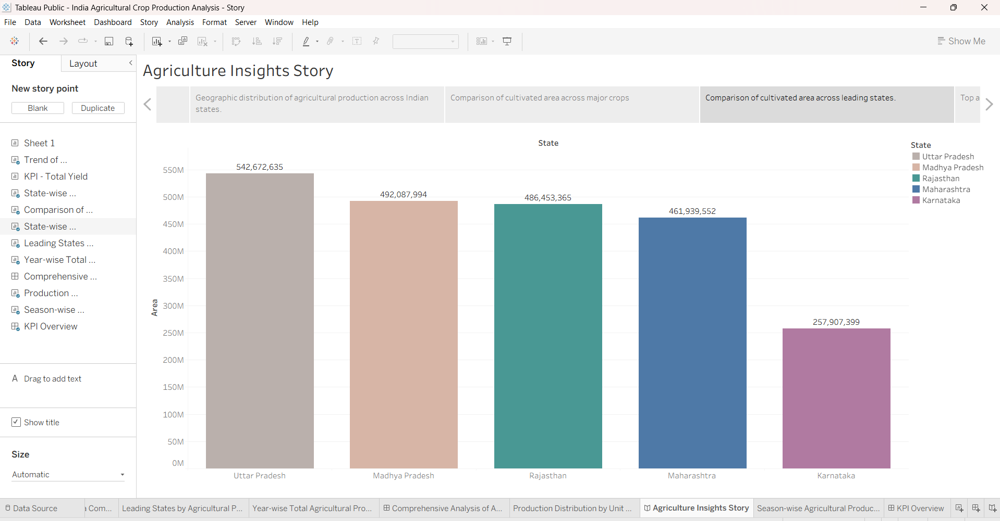 Tableau Public - India Agricultural Crop Production Analysis - Story
File Data Worksheet Dashboard Story Analysis Format Server Window Help
Show Me
Story Layout
New story point
Blank Duplicate
Sheet 1
Trend of ...
KPI - Total Yield
State-wise ...
Comparison of ...
State-wise ...
Leading States ...
Year-wise Total ...
Comprehensive ...
Production ...
Season-wise ...
KPI Overview
A Drag to add text
Show title
Size
Automatic
Agriculture Insights Story
Geographic distribution of agricultural production across Indian
states.
Comparison of cultivated area across major crops
Comparison of cultivated area across leading states.
Top a
State
550M
500M
450M
400M
350M
300M
250M
200M
150M
100M
50M
0M
Area
542,672,635
492,087,994
486,453,365
461,939,552
257,907,399
Uttar Pradesh
Madhya Pradesh
Rajasthan
Maharashtra
Karnataka
State
Uttar Pradesh
Madhya Pradesh
Rajasthan
Maharashtra
Karnataka
Data Source
Com...
Leading States by Agricultural P...
Year-wise Total Agricultural Pro...
Comprehensive Analysis of A...
Production Distribution by Unit ...
Agriculture Insights Story
Season-wise Agricultural Produc...
KPI Overview